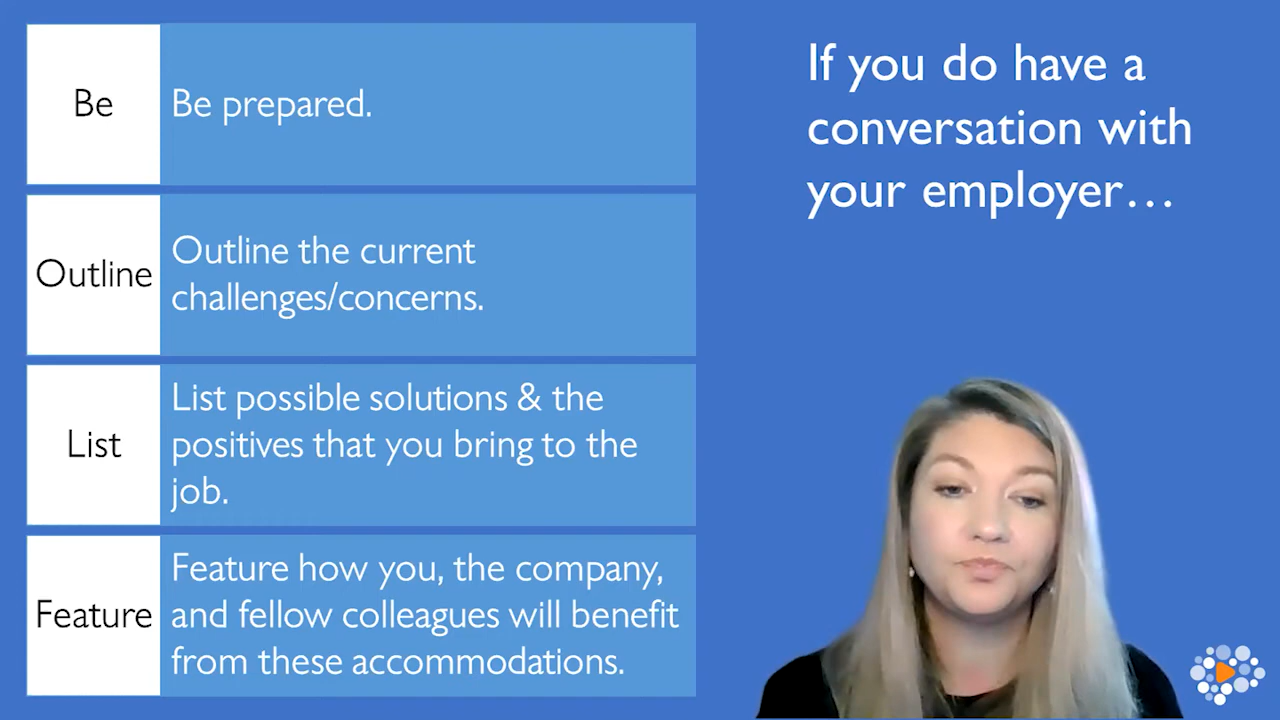 Be
Be prepared.
Outline
Outline the current
challenges/concerns.
List
List possible solutions & the
positives that you bring to the
job.
Feature
Feature how you, the company,
and fellow colleagues will benefit
from these accommodations.
If you do have a
conversation with
your employer…